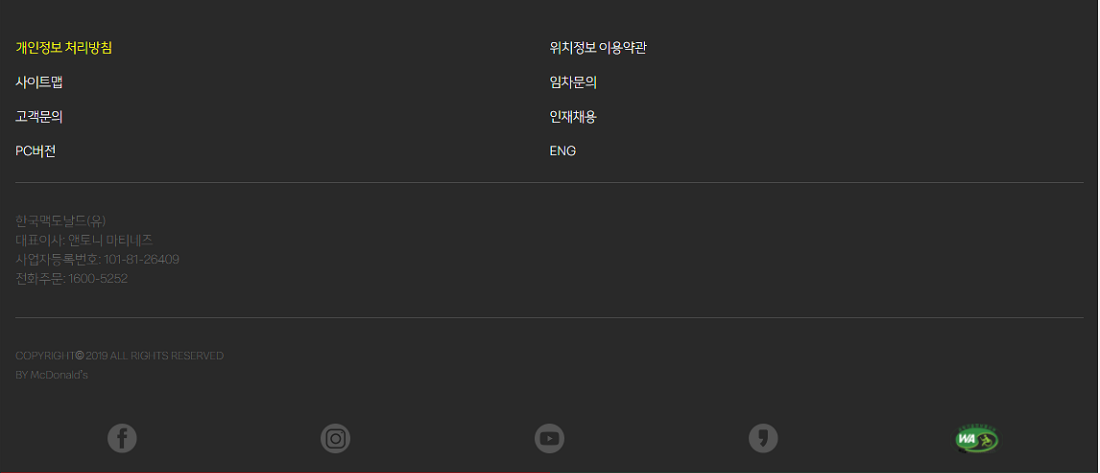 개인정보 처리방침
위치정보 이용약관
사이트맵
임차문의
고객문의
인재채용
PC버전
ENG
한국맥도날드(유)
대표이사: 앤토니 마티네즈
사업자등록번호: 101-81-26409
전화주문: 1600-5252
COPYRIGHT© 2019 ALL RIGHTS RESERVED
BY McDonald's
WA